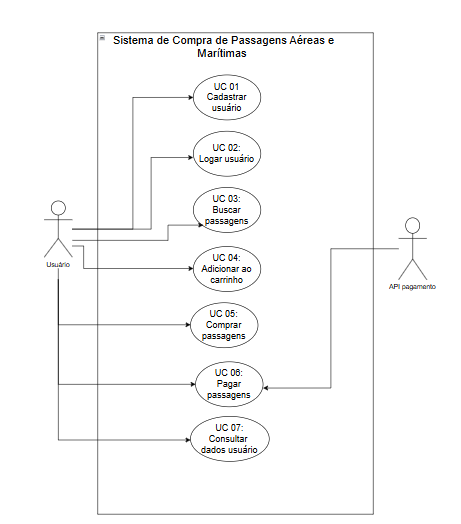 Sistema de Compra de Passagens Aéreas e
Marítimas
UC 01
Cadastrar
usuário
UC 02:
Logar usuário
UC 03:
Buscar
passagens
UC 04:
Adicionar ao
carrinho
UC 05:
Comprar
passagens
UC 06:
Pagar
passagens
UC 07:
Consultar
dados usuário
Usuário
API pagamento